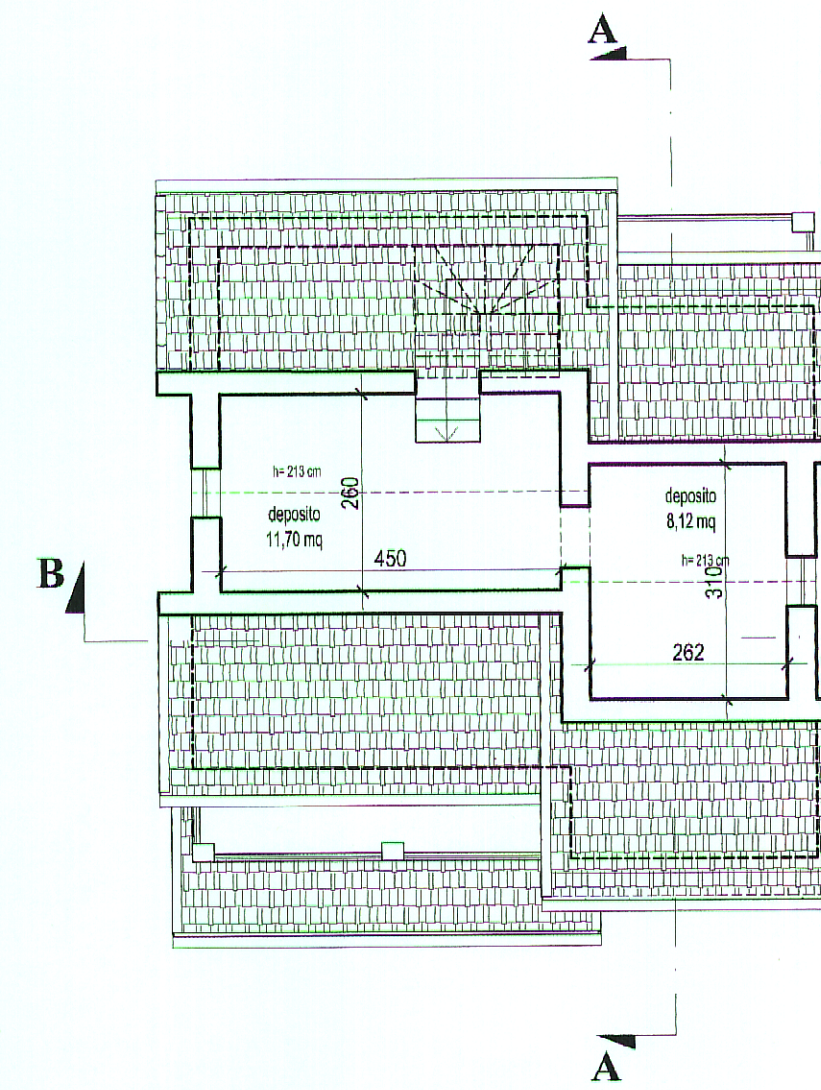 A
h= 213 cm
260
deposito
11,70 mq
deposito
8,12 mq
h= 213 cm
310
450
B
262
A